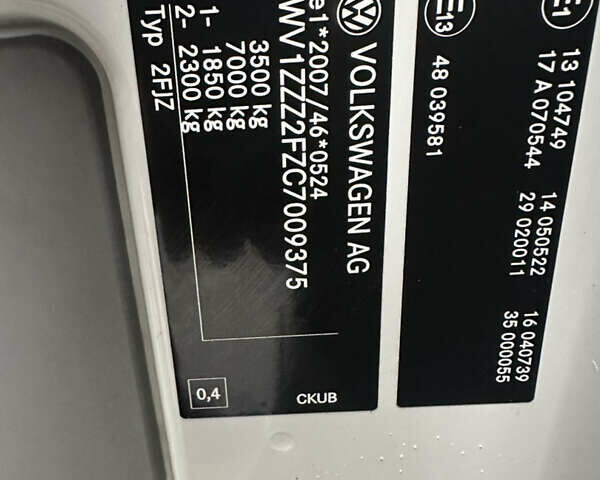 VOLKSWAGEN AG
e1*2007/46*0524
WV1ZZZ2FZC7009375
3500 kg
7000 kg
1- 1850 kg
2- 2300 kg
Typ 2FJZ
0,4
CKUB
E1
13 104749 14 050522 16 040739
17 A 070544 29 020011 35 000055
E13
48 039581